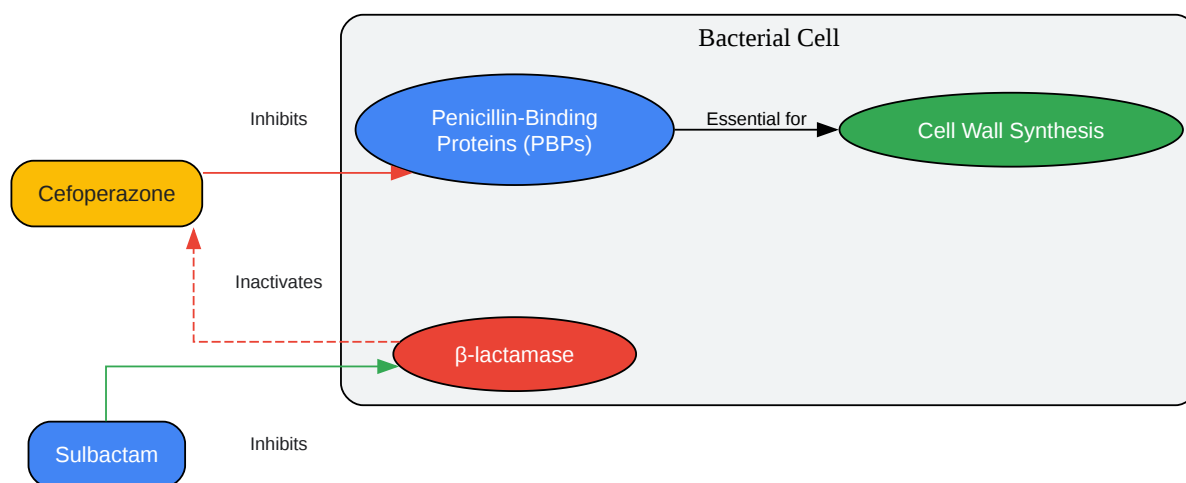 Bacterial Cell
Inhibits
Penicillin-Binding
Proteins (PBPs)
Essential for
Cell Wall Synthesis
Cefoperazone
Inactivates
β-lactamase
Sulbactam
Inhibits